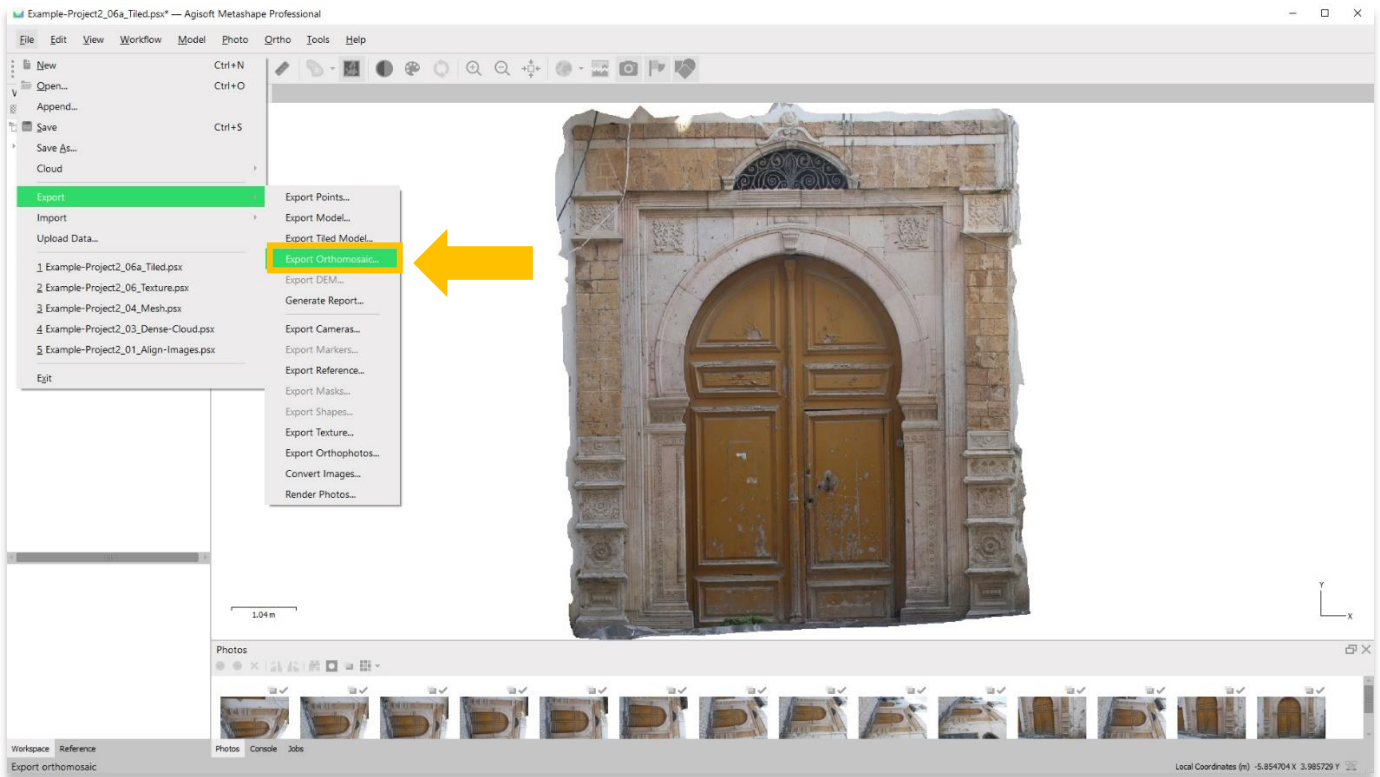 Example-Project2_06a_Tiled.psx* — Agisoft Metashape Professional
File Edit View Workflow Model Photo Ortho Tools Help
New Ctrl+N
Open... Ctrl+O
Append...
Save Ctrl+S
Save As...
Cloud
Export
Import
Upload Data...
1 Example-Project2_06a_Tiled.psx
2 Example-Project2_06_Texture.psx
3 Example-Project2_04_Mesh.psx
4 Example-Project2_03_Dense-Cloud.psx
5 Example-Project2_01_Align-Images.psx
Exit
Export Points...
Export Model...
Export Tiled Model...
Export Orthomosaic...
Export DEM...
Generate Report...
Export Cameras...
Export Markers...
Export Reference...
Export Masks...
Export Shapes...
Export Texture...
Export Orthophotos...
Convert Images...
Render Photos...
1.04 m
Y
X
Photos
Workspace Reference
Photos Console Jobs
Export orthomosaic
Local Coordinates (m) -5.854704 X 3.985729 Y